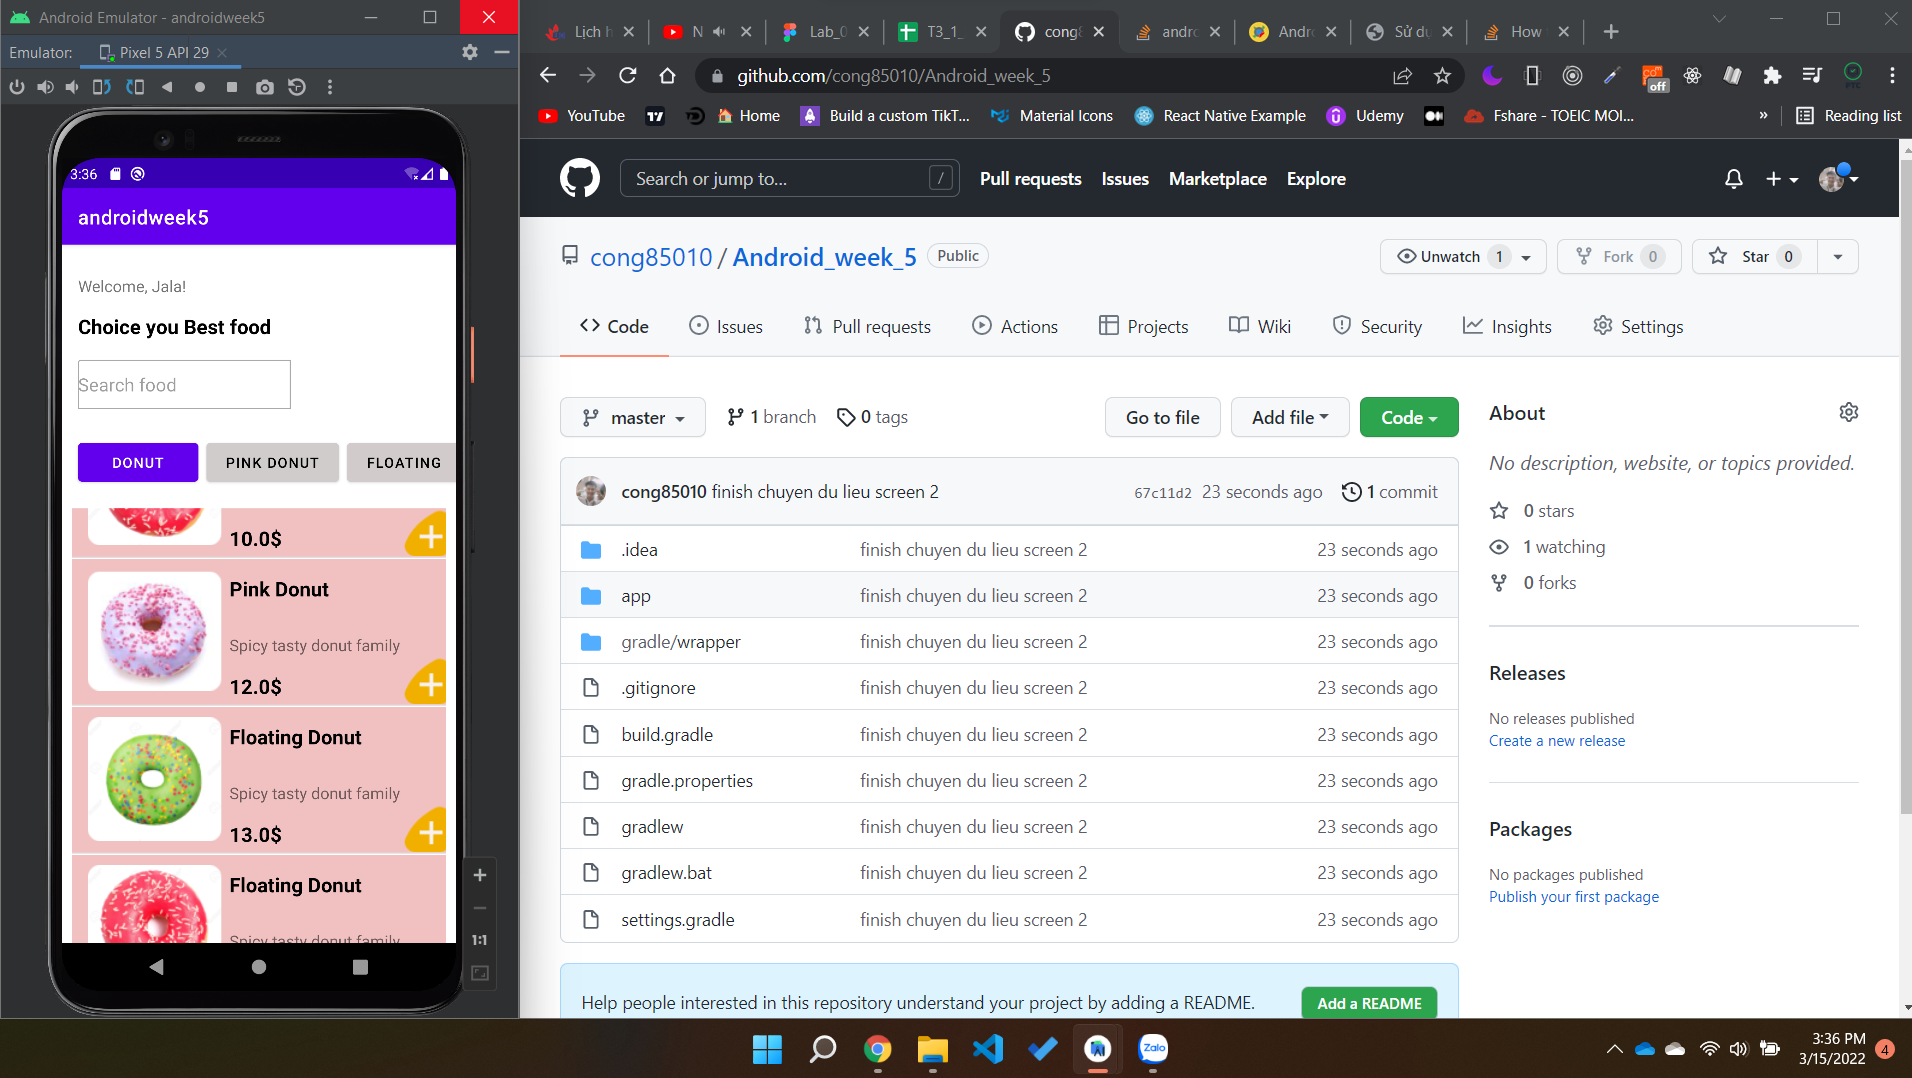 Android Emulator - androidweek5
Emulator:
Pixel 5 API 29
3:36
androidweek5
Welcome, Jala!
Choice you Best food
Search food
DONUT
PINK DONUT
FLOATING
10.0$
Pink Donut
Spicy tasty donut family
12.0$
Floating Donut
Spicy tasty donut family
13.0$
Floating Donut
Spicy tasty donut family
1:1
Lịch h
N
Lab_0
T3_1_
cong8
andro
Andro
Sử dụ
How
github.com/cong85010/Android_week_5
off
YouTube
Home
Build a custom TikT...
Material Icons
React Native Example
Udemy
Fshare - TOEIC MOI...
»
Reading list
Search or jump to...
/
Pull requests
Issues
Marketplace
Explore
cong85010 / Android_week_5
Public
Unwatch 1
Fork 0
Star 0
Code
Issues
Pull requests
Actions
Projects
Wiki
Security
Insights
Settings
master
1 branch
0 tags
Go to file
Add file
Code
cong85010 finish chuyen du lieu screen 2
67c11d2 23 seconds ago
1 commit
.idea finish chuyen du lieu screen 2 23 seconds ago
app finish chuyen du lieu screen 2 23 seconds ago
gradle/wrapper finish chuyen du lieu screen 2 23 seconds ago
.gitignore finish chuyen du lieu screen 2 23 seconds ago
build.gradle finish chuyen du lieu screen 2 23 seconds ago
gradle.properties finish chuyen du lieu screen 2 23 seconds ago
gradlew finish chuyen du lieu screen 2 23 seconds ago
gradlew.bat finish chuyen du lieu screen 2 23 seconds ago
settings.gradle finish chuyen du lieu screen 2 23 seconds ago
Help people interested in this repository understand your project by adding a README.
Add a README
About
No description, website, or topics provided.
0 stars
1 watching
0 forks
Releases
No releases published
Create a new release
Packages
No packages published
Publish your first package
Zalo
3:36 PM
3/15/2022
4